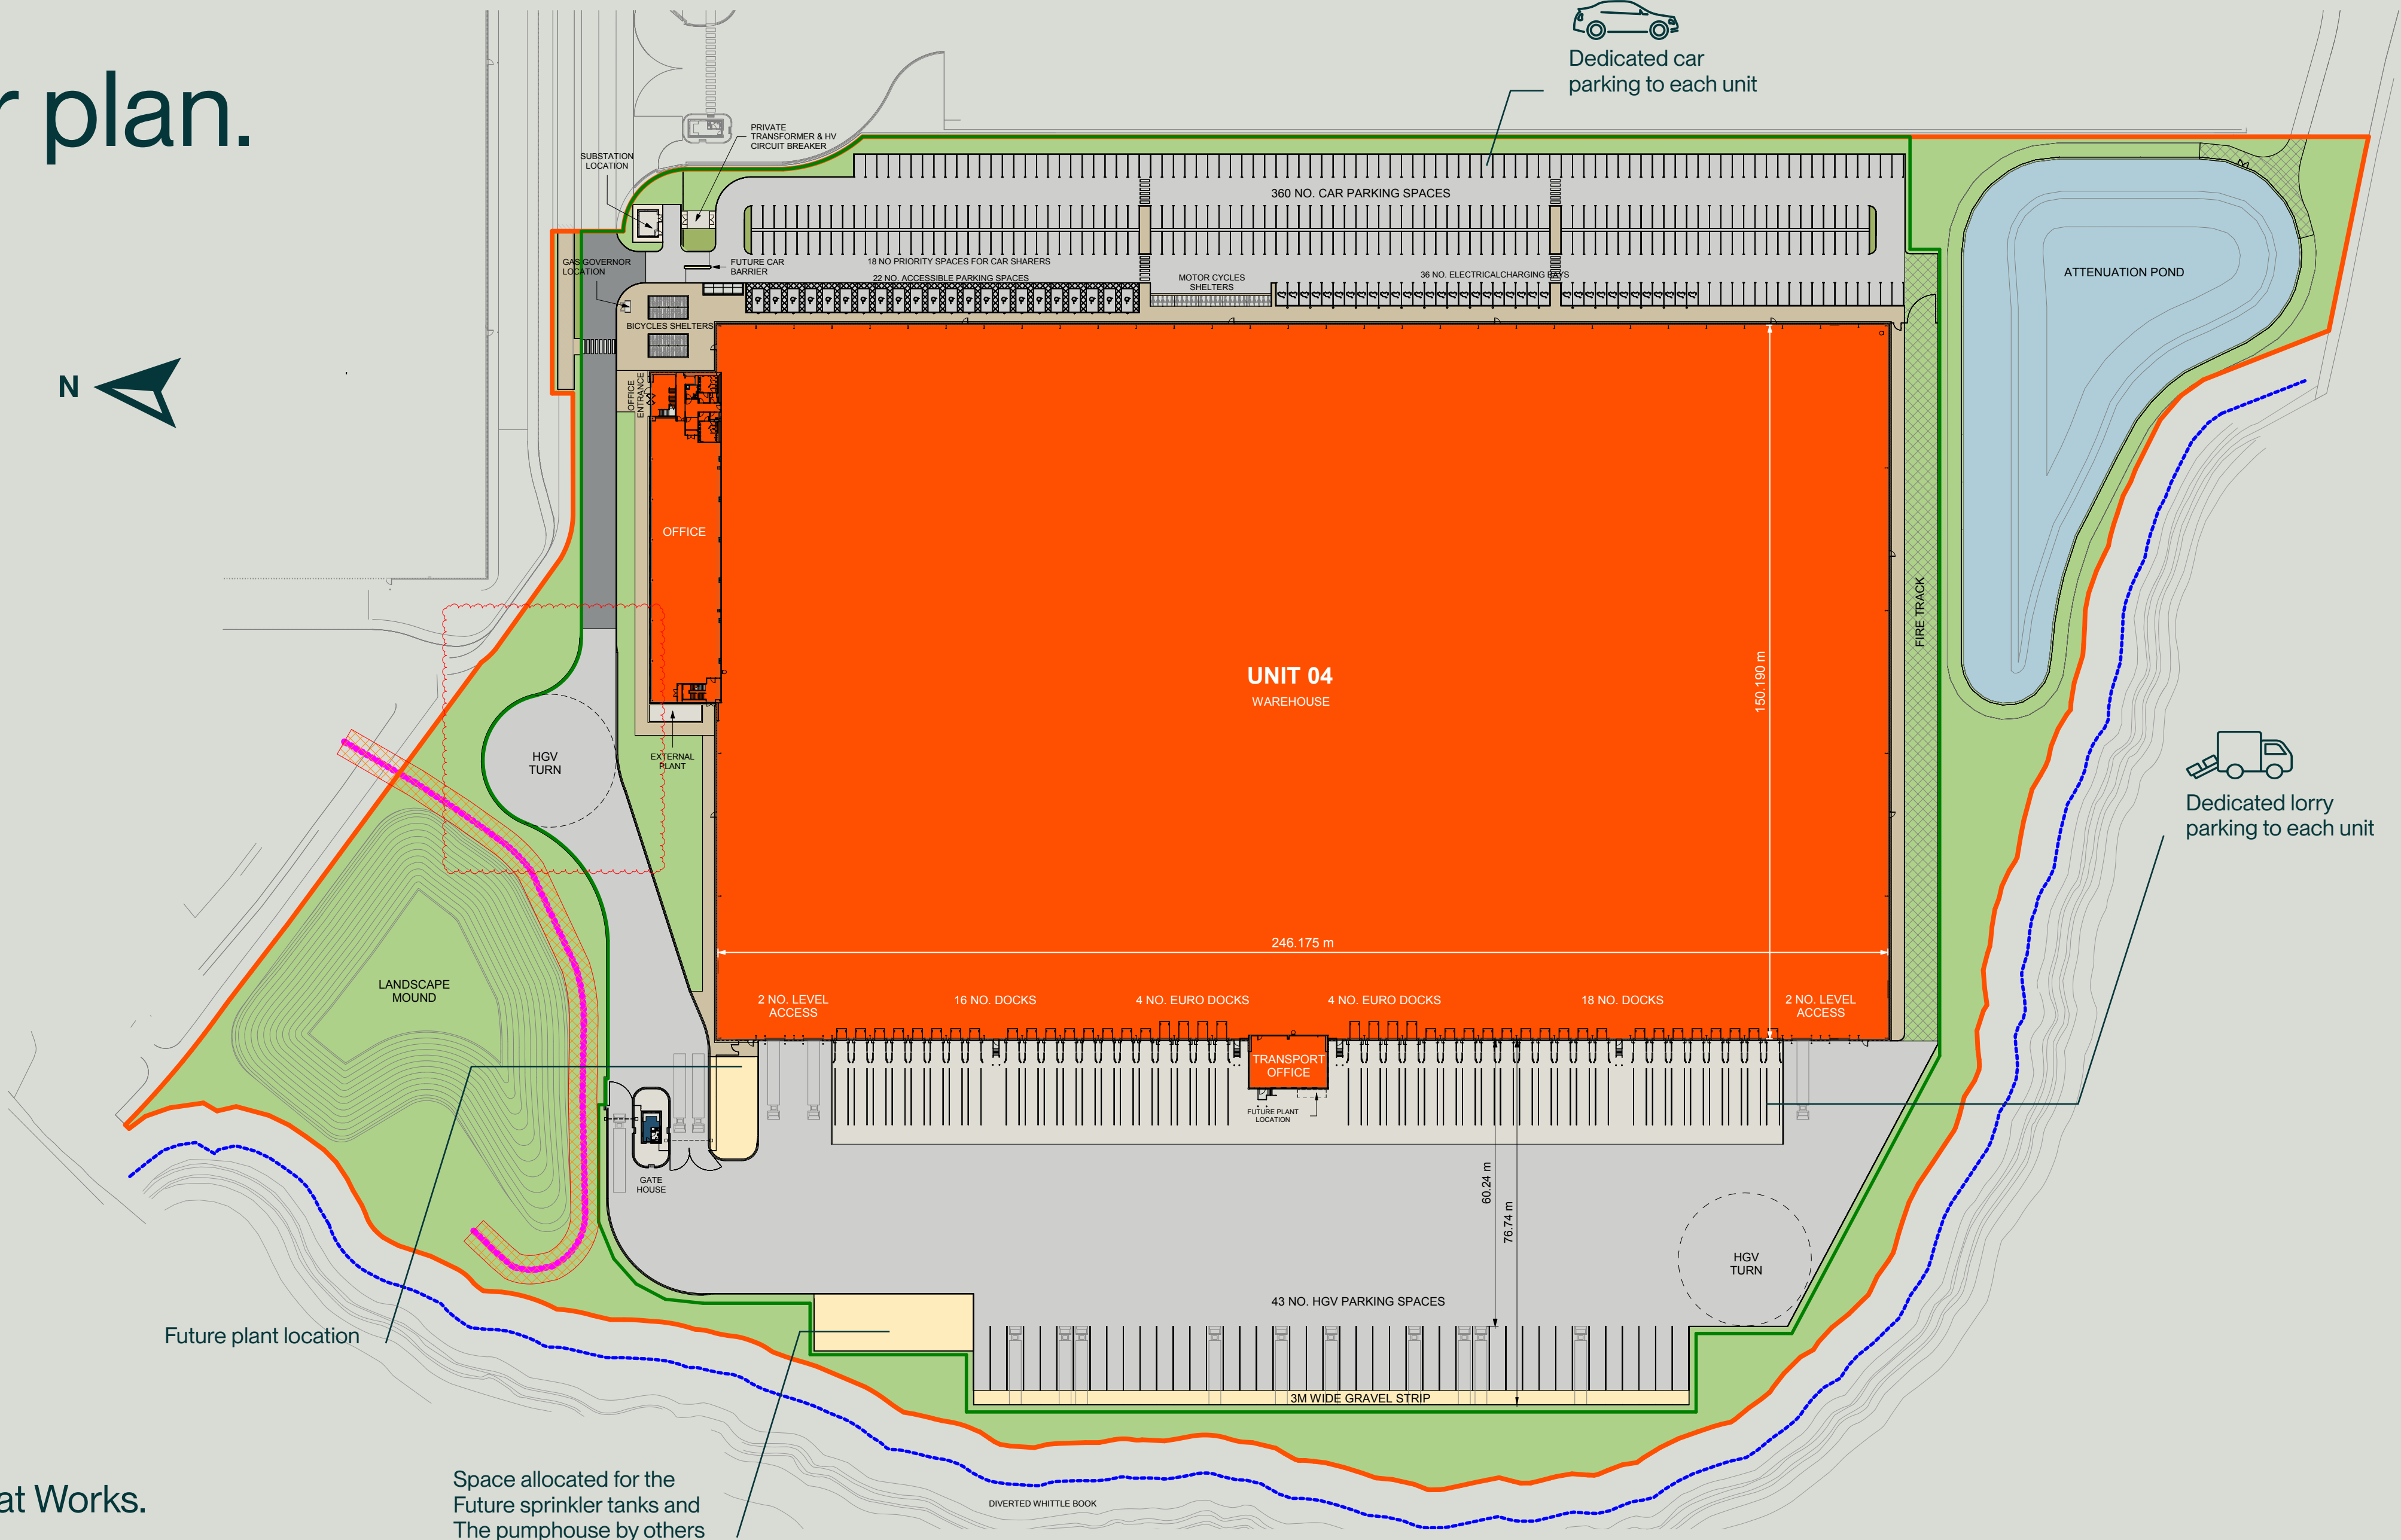 r plan.
Dedicated car
parking to each unit
PRIVATE
TRANSFORMER & HV
CIRCUIT BREAKER
SUBSTATION
LOCATION
360 NO. CAR PARKING SPACES
GAS GOVERNOR
LOCATION
FUTURE CAR
BARRIER
18 NO PRIORITY SPACES FOR CAR SHARERS
22 NO. ACCESSIBLE PARKING SPACES
MOTOR CYCLES
SHELTERS
36 NO. ELECTRICALCHARGING BAYS
ATTENUATION POND
BICYCLES SHELTERS
N
OFFICE
ENTRANCE
OFFICE
FIRE TRACK
UNIT 04
WAREHOUSE
150.190 m
HGV
TURN
EXTERNAL
PLANT
Dedicated lorry
parking to each unit
246.175 m
LANDSCAPE
MOUND
2 NO. LEVEL
ACCESS
16 NO. DOCKS
4 NO. EURO DOCKS
4 NO. EURO DOCKS
18 NO. DOCKS
2 NO. LEVEL
ACCESS
TRANSPORT
OFFICE
FUTURE PLANT
LOCATION
GATE
HOUSE
60.24 m
76.74 m
HGV
TURN
43 NO. HGV PARKING SPACES
Future plant location
3M WIDE GRAVEL STRIP
Space allocated for the
Future sprinkler tanks and
The pumphouse by others
at Works.
DIVERTED WHITTLE BOOK